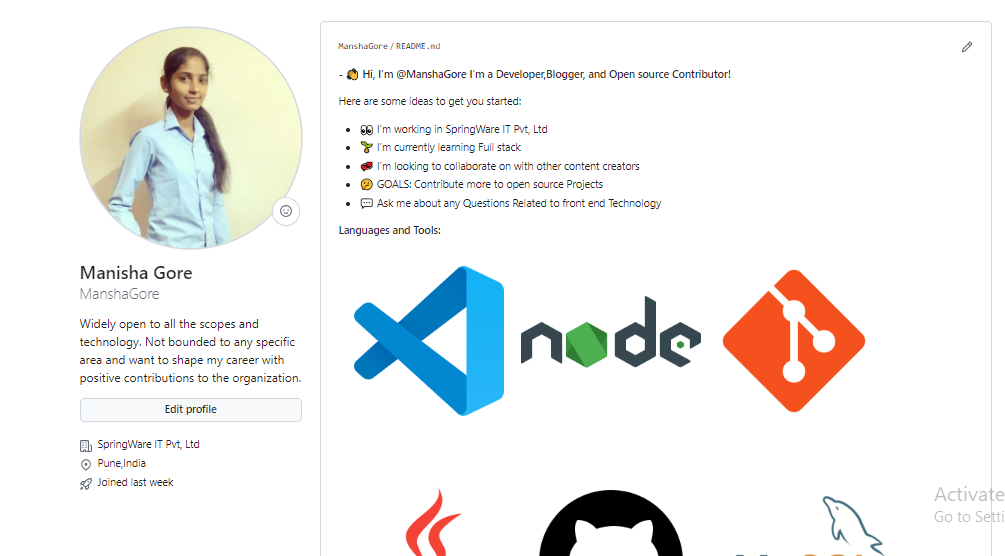 ManshaGore / README.md
- 👏 Hi, I'm @ManshaGore I'm a Developer,Blogger, and Open source Contributor!
Here are some ideas to get you started:
👀 I'm working in SpringWare IT Pvt, Ltd
🌱 I'm currently learning Full stack
💞️ I'm looking to collaborate on with other content creators
🤔 GOALS: Contribute more to open source Projects
💬 Ask me about any Questions Related to front end Technology
Languages and Tools:
node
Manisha Gore
ManshaGore
Widely open to all the scopes and
technology. Not bounded to any specific
area and want to shape my career with
positive contributions to the organization.
Edit profile
SpringWare IT Pvt, Ltd
Pune,India
Joined last week
Activate
Go to Setti